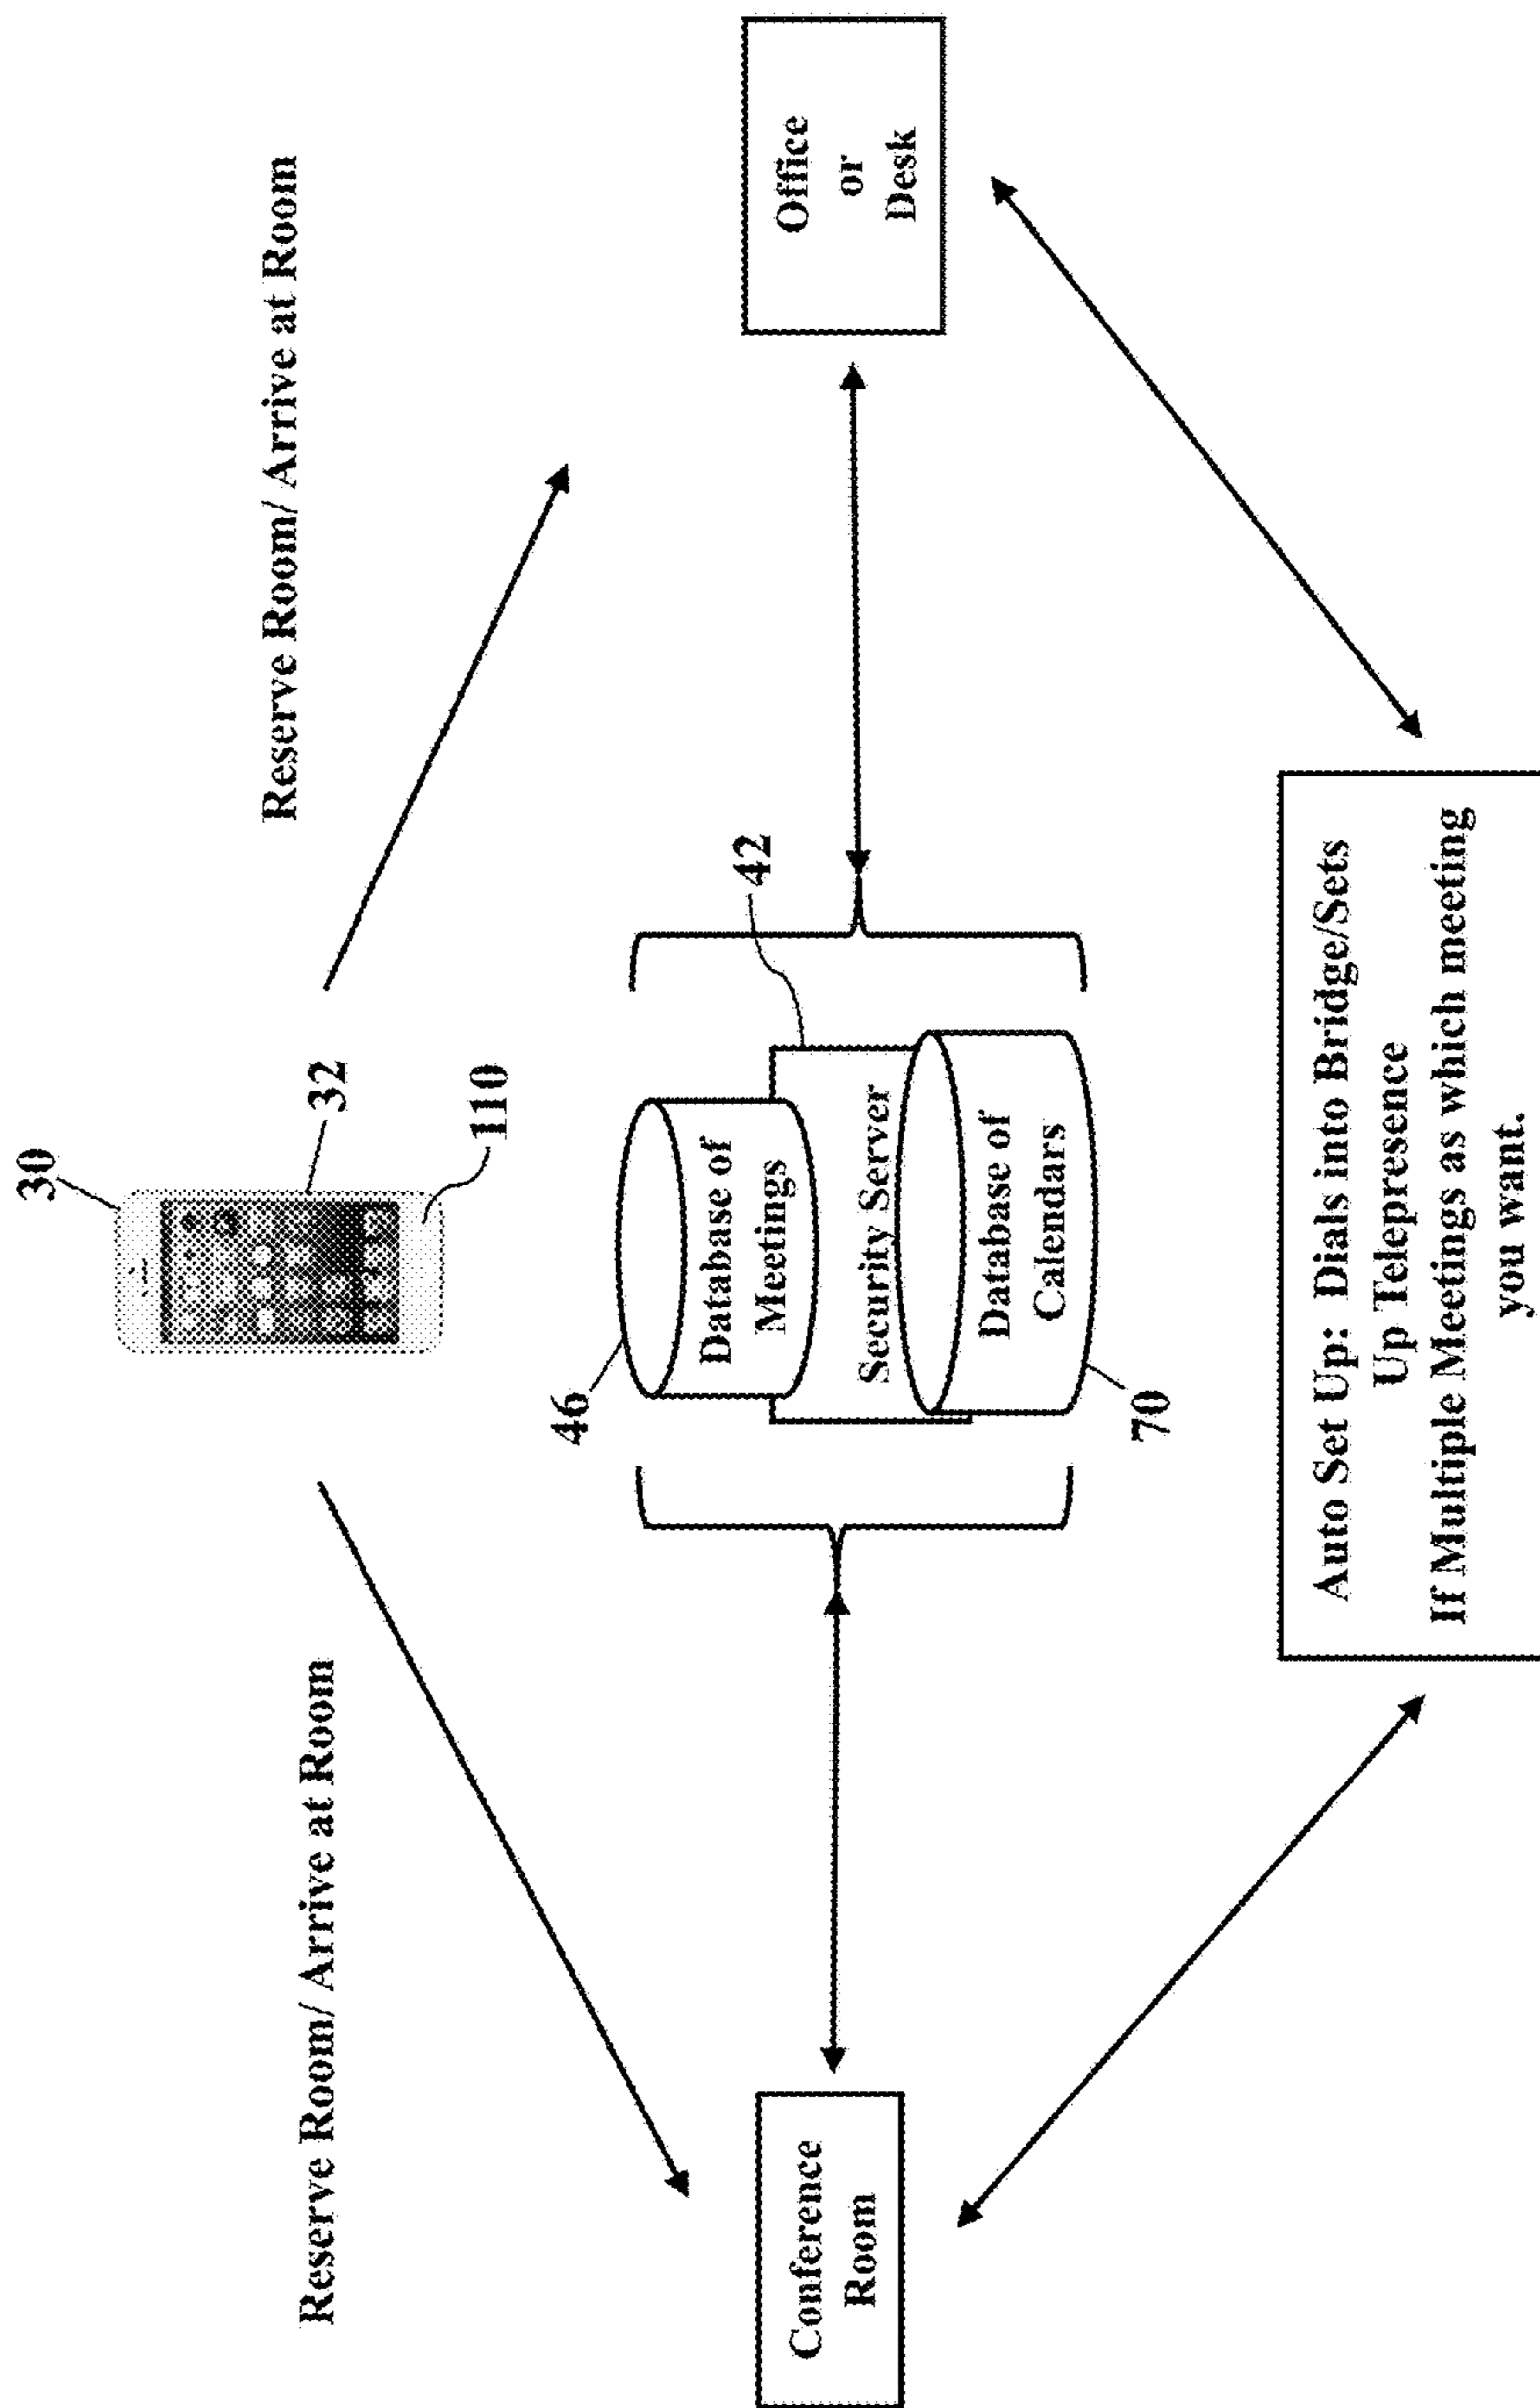 30
32
110
Reserve Room/ Arrive at Room
Reserve Room/ Arrive at Room
46
Database of
Meetings
42
Security Server
Database of
Calendars
70
Conference
Room
Office
or
Desk
Auto Set Up: Dials into Bridge/Sets
Up Telepresence
If Multiple Meetings as which meeting
you want.